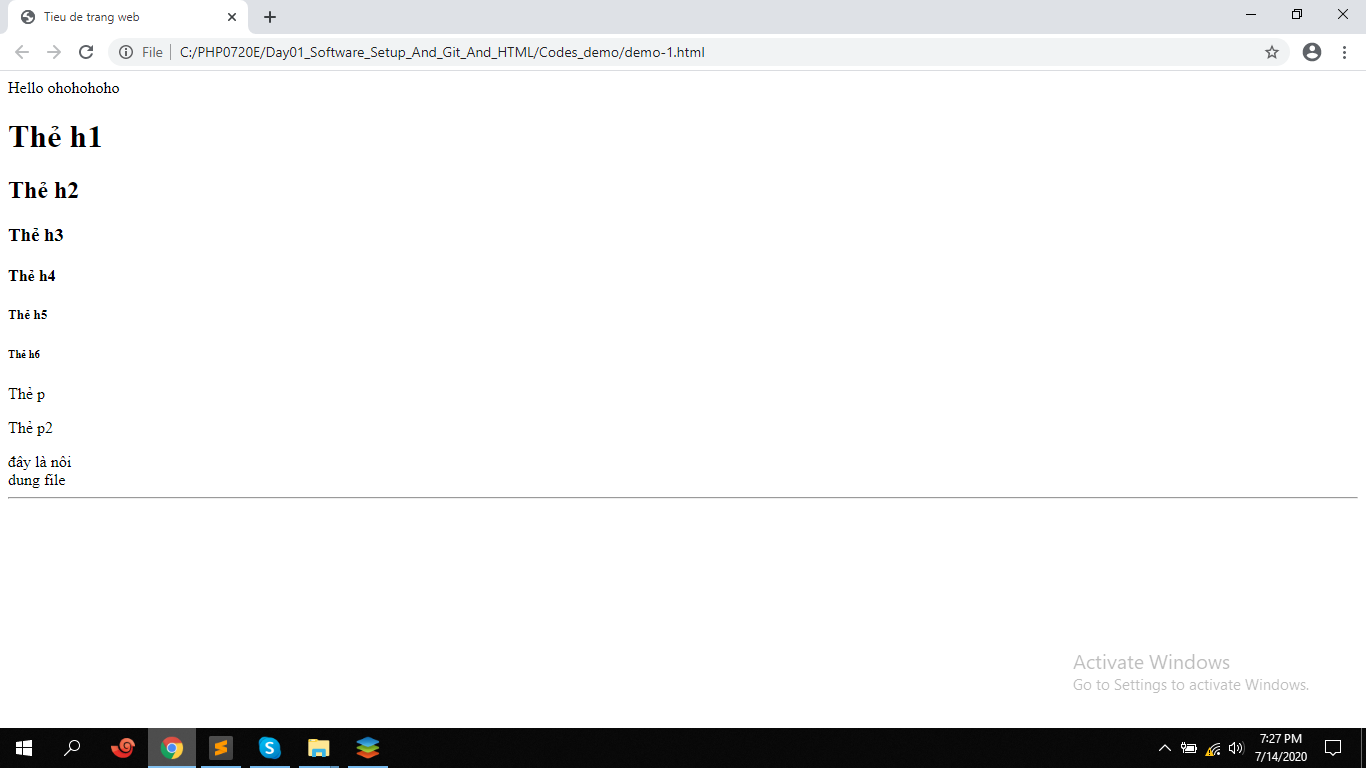 Tieu de trang web
File
C:/PHP0720E/Day01_Software_Setup_And_Git_And_HTML/Codes_demo/demo-1.html
Hello ohohohoho
Thẻ h1
Thẻ h2
Thẻ h3
Thẻ h4
Thẻ h5
Thẻ h6
Thẻ p
Thẻ p2
đây là nôi
dung file
Activate Windows
Go to Settings to activate Windows.
7:27 PM
7/14/2020